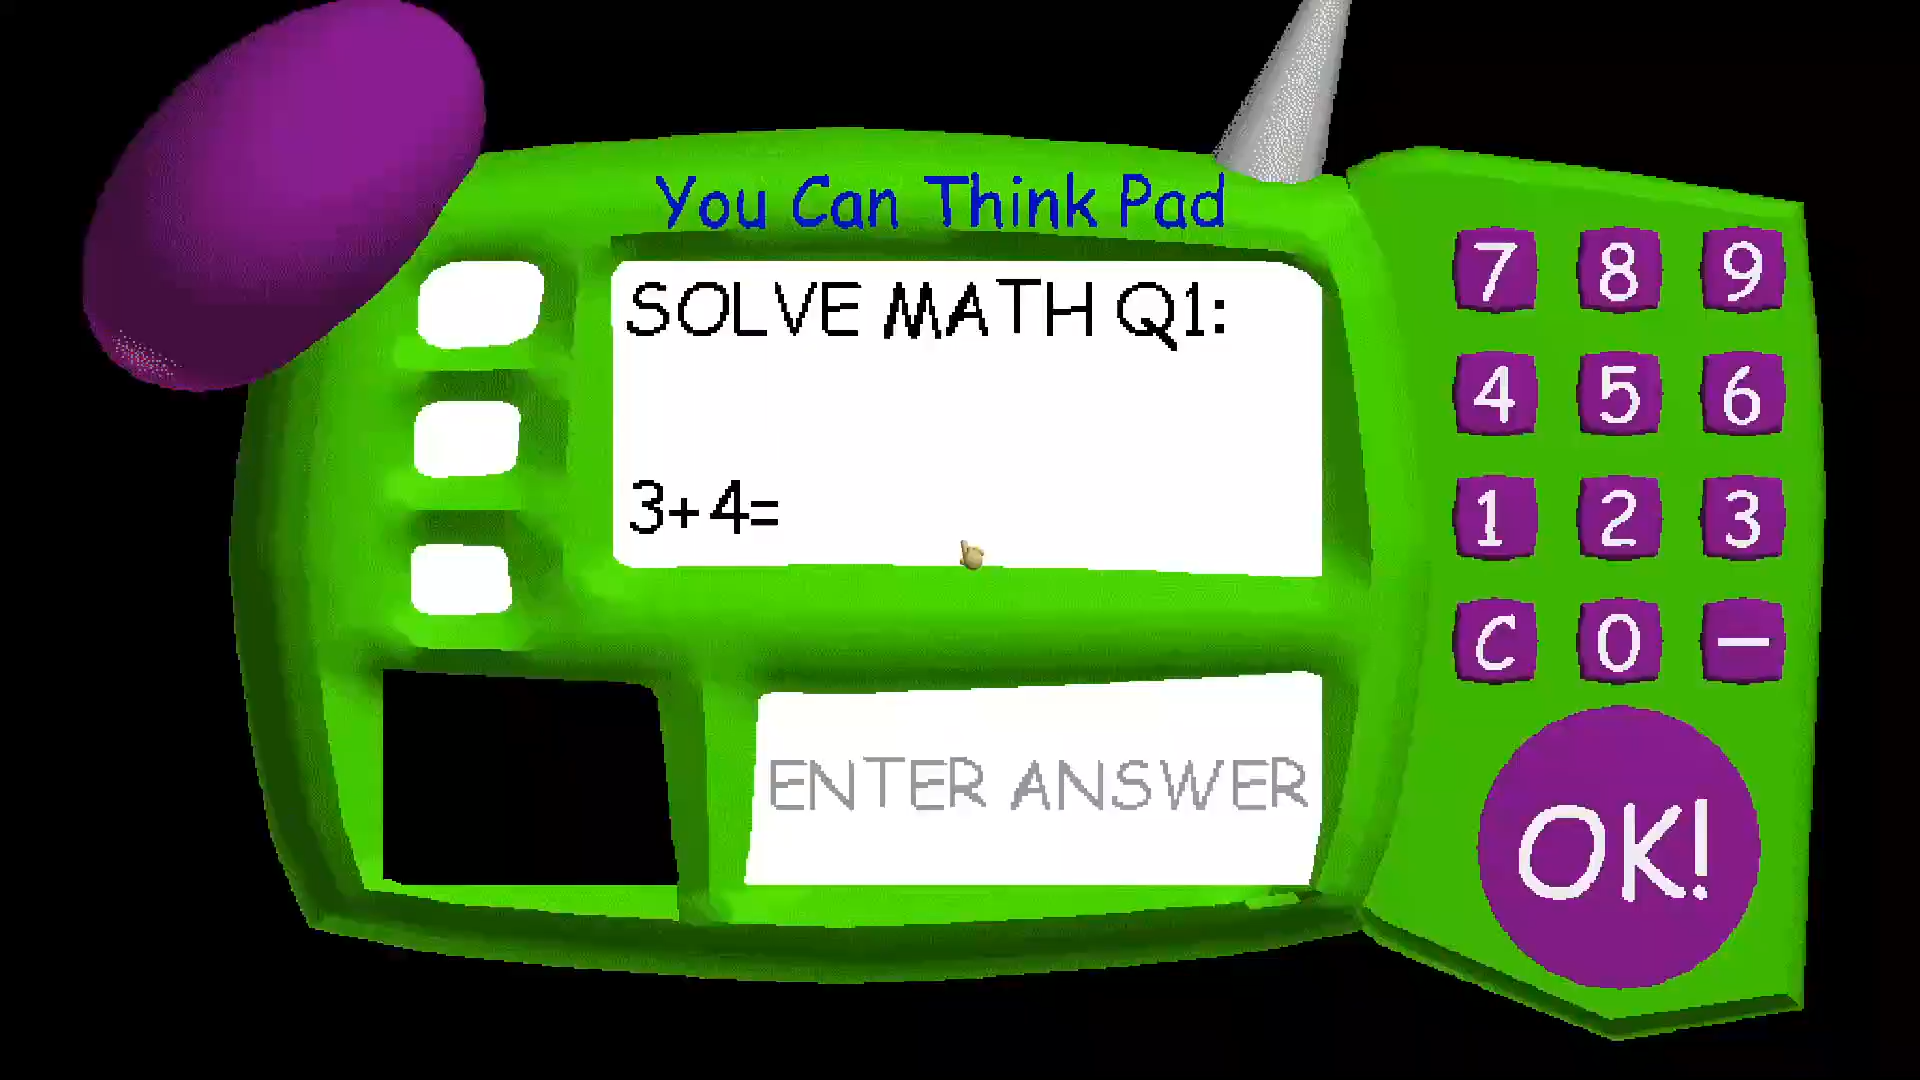 You Can Think Pad
SOLVE MATH Q1:
3+4=
ENTER ANSWER
7 8 9
4 5 6
1 2 3
C 0 —
OK!